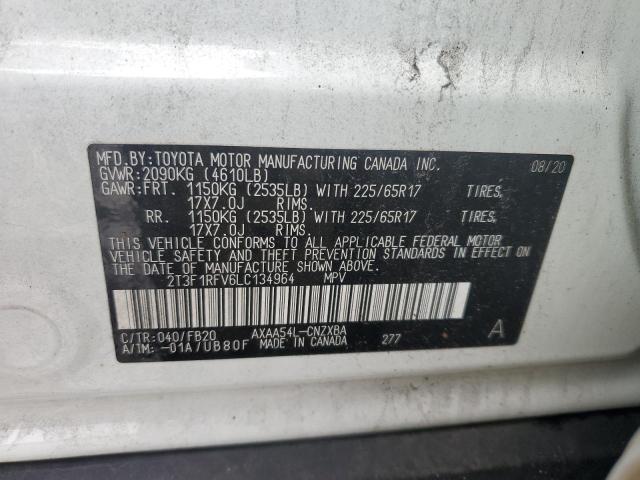 MFD.BY:TOYOTA MOTOR MANUFACTURING CANADA INC. 08/20
GVWR:2090KG (4610LB)
GAWR:FRT. 1150KG (2535LB) WITH 225/65R17 TIRES,
17X7.0J RIMS.
RR. 1150KG (2535LB) WITH 225/65R17 TIRES,
17X7.0J RIMS.
THIS VEHICLE CONFORMS TO ALL APPLICABLE FEDERAL MOTOR
VEHICLE SAFETY AND THEFT PREVENTION STANDARDS IN EFFECT ON
THE DATE OF MANUFACTURE SHOWN ABOVE.
2T3F1RFV6LC134964 MPV
C/TR:040/FB20 AXAA54L-CNZXBA A
A/TM: -01A/UB80F MADE IN CANADA 277